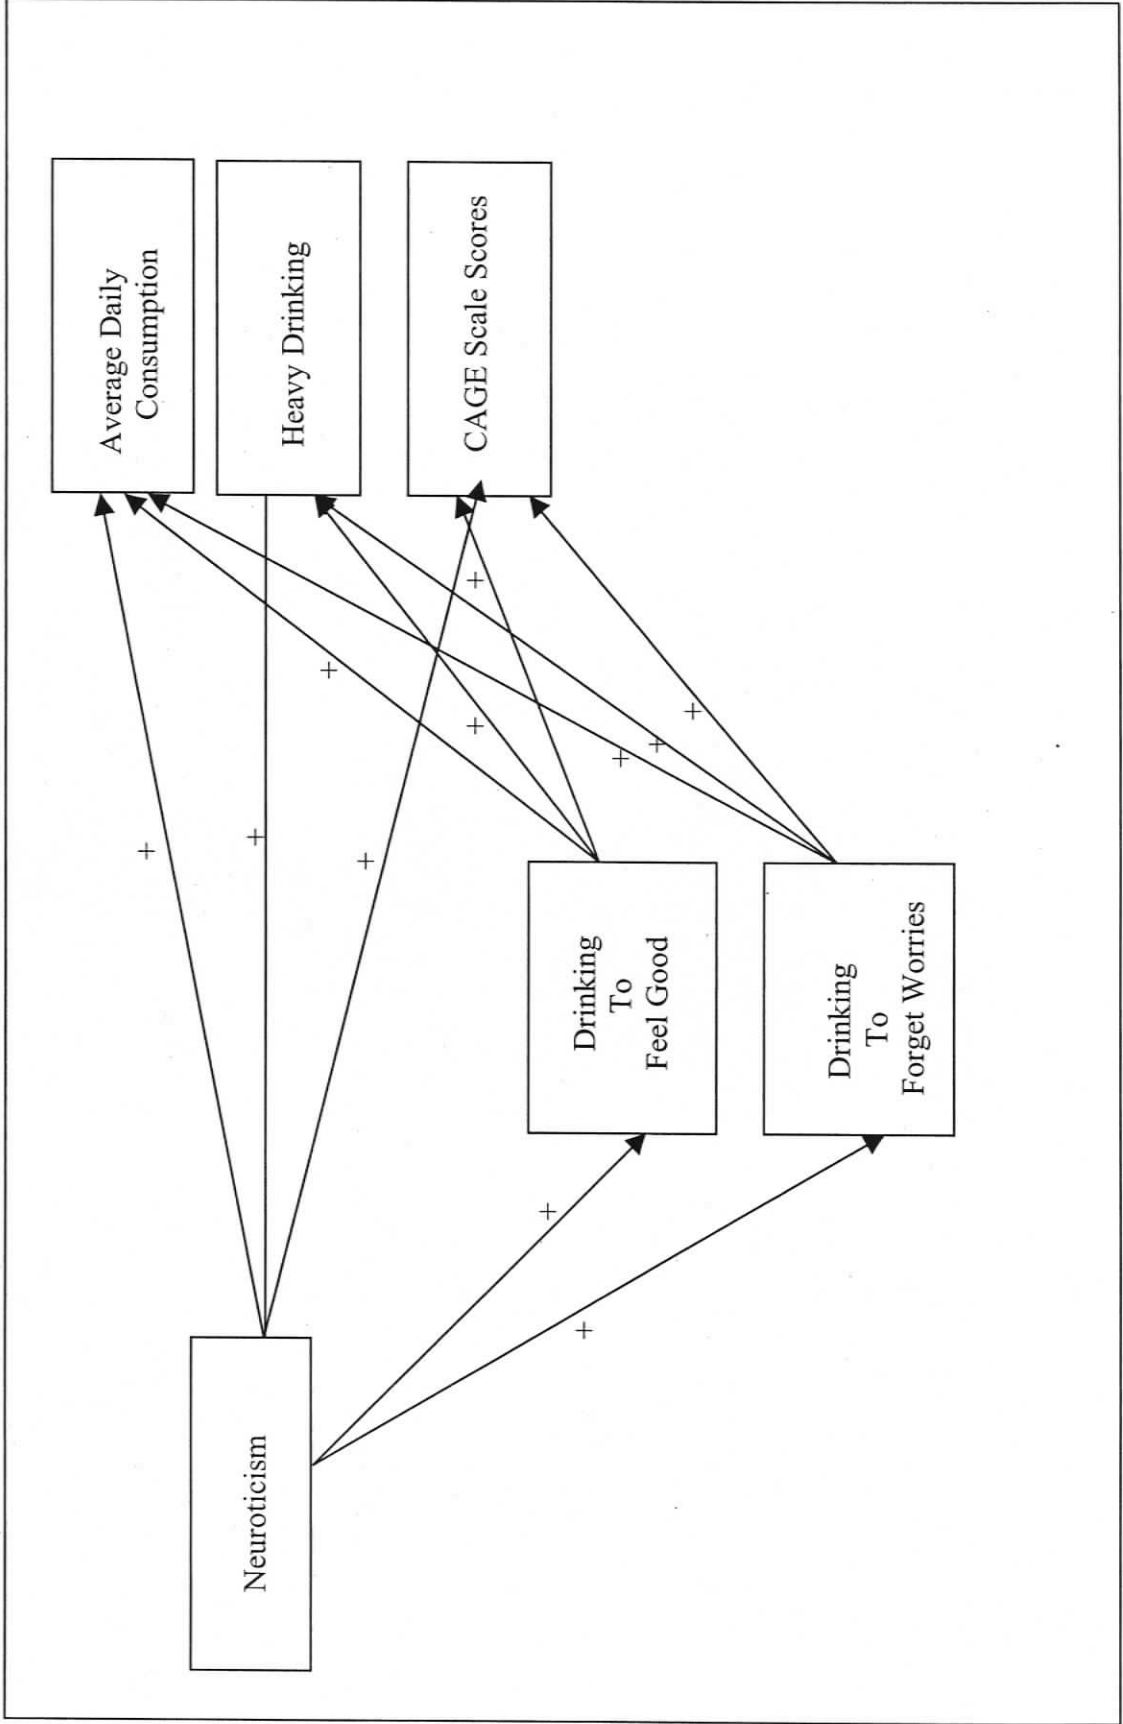 Neuroticism
Average Daily
Consumption
Heavy Drinking
CAGE Scale Scores
Drinking
To
Feel Good
Drinking
To
Forget Worries
+
+
+
+
+
+
+
+
+
+
+